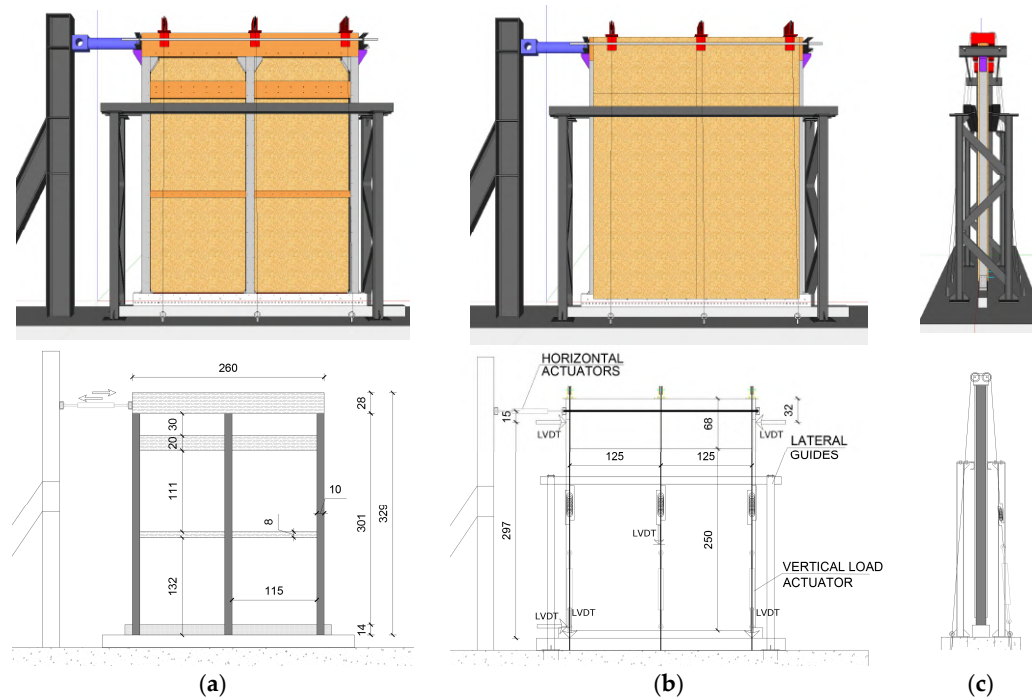 260
28
30
20
111
10
8
301
329
132
115
14
HORIZONTAL
ACTUATORS
15
32
LVDT
68
LVDT
LATERAL
GUIDES
125
125
297
LVDT
250
VERTICAL LOAD
ACTUATOR
LVDT
LVDT
(a)
(b)
(c)